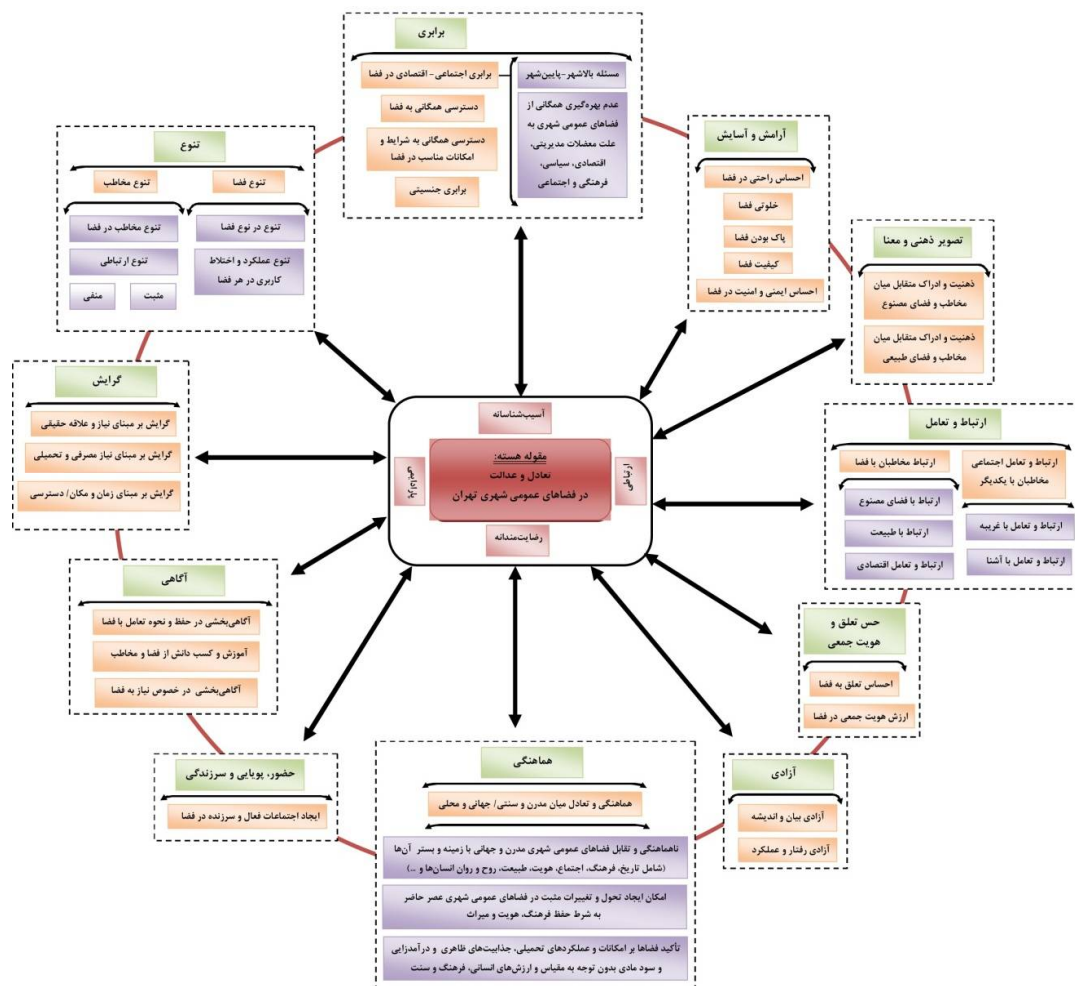 برابری
برابری اجتماعی- اقتصادی در فضا
دسترسی همگانی به فضا
دسترسی همگانی به شرایط و
امکانات مناسب در فضا
برابری جنسیتی
مسئله بالاشهر-پایین‌شهر
عدم بهره‌گیری همگانی از
فضاهای عمومی شهری به
علت معضلات مدیریتی،
اقتصادی، سیاسی،
فرهنگی و اجتماعی
آرامش و آسایش
احساس راحتی در فضا
خلوتی فضا
پاک بودن فضا
کیفیت فضا
احساس ایمنی و امنیت در فضا
تصویر ذهنی و معنا
ذهنیت و ادراک متقابل میان
مخاطب و فضای مصنوع
ذهنیت و ادراک متقابل میان
مخاطب و فضای طبیعی
ارتباط و تعامل
ارتباط و تعامل اجتماعی
مخاطبان با یکدیگر
ارتباط و تعامل با غریبه
ارتباط و تعامل با آشنا
ارتباط مخاطبان با فضا
ارتباط با فضای مصنوع
ارتباط با طبیعت
ارتباط و تعامل اقتصادی
حس تعلق و
هویت جمعی
احساس تعلق به فضا
ارزش هویت جمعی در فضا
آزادی
آزادی بیان و اندیشه
آزادی رفتار و عملکرد
هماهنگی
هماهنگی و تعادل میان مدرن و سنتی/ جهانی و محلی
ناهماهنگی و تقابل فضاهای عمومی شهری مدرن و جهانی با زمینه و بستر آن‌ها
(شامل تاریخ، فرهنگ، اجتماع، هویت، طبیعت، روح و روان انسان‌ها و ..)
امکان ایجاد تحول و تغییرات مثبت در فضاهای عمومی شهری عصر حاضر
به شرط حفظ فرهنگ، هویت و میراث
تأکید فضاها بر امکانات و عملکردهای تحمیلی، جذابیت‌های ظاهری و درآمدزایی
و سود مادی بدون توجه به مقیاس و ارزش‌های انسانی، فرهنگ و سنت
حضور، پویایی و سرزندگی
ایجاد اجتماعات فعال و سرزنده در فضا
آگاهی
آگاهی‌بخشی در حفظ و نحوه تعامل با فضا
آموزش و کسب دانش از فضا و مخاطب
آگاهی‌بخشی در خصوص نیاز به فضا
گرایش
گرایش بر مبنای نیاز و علاقه حقیقی
گرایش بر مبنای نیاز مصرفی و تحمیلی
گرایش بر مبنای زمان و مکان/ دسترسی
تنوع
تنوع فضا
تنوع در نوع فضا
تنوع عملکرد و اختلاط
کاربری در هر فضا
تنوع مخاطب
تنوع مخاطب در فضا
تنوع ارتباطی
مثبت
منفی
آسیب‌شناسانه
ارتباطی
مقوله هسته:
تعادل و عدالت
در فضاهای عمومی شهری تهران
پارادایمی
رضایت‌مندانه